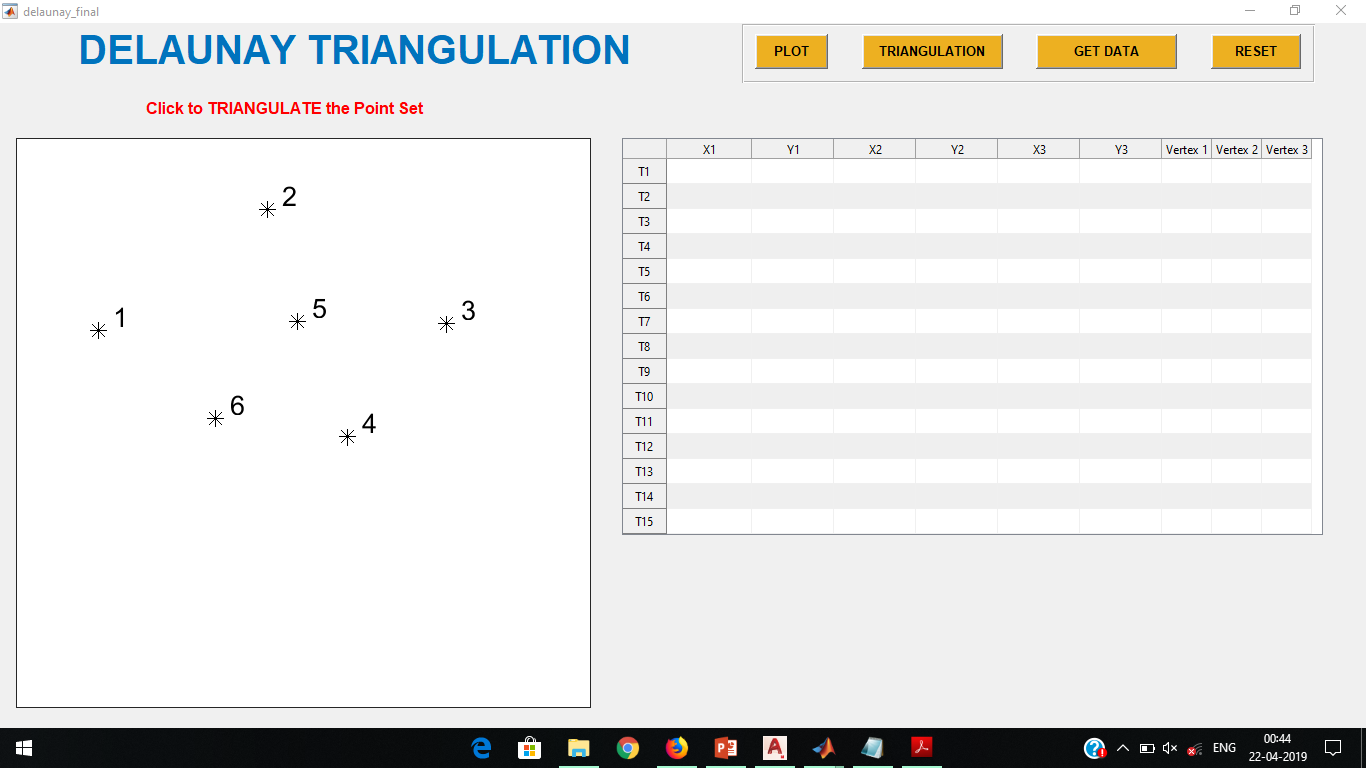 delaunay_final
DELAUNAY TRIANGULATION
PLOT TRIANGULATION GET DATA RESET
Click to TRIANGULATE the Point Set
2
1
5
3
6
4
X1 Y1 X2 Y2 X3 Y3 Vertex 1 Vertex 2 Vertex 3
T1
T2
T3
T4
T5
T6
T7
T8
T9
T10
T11
T12
T13
T14
T15
ENG
00:44
22-04-2019